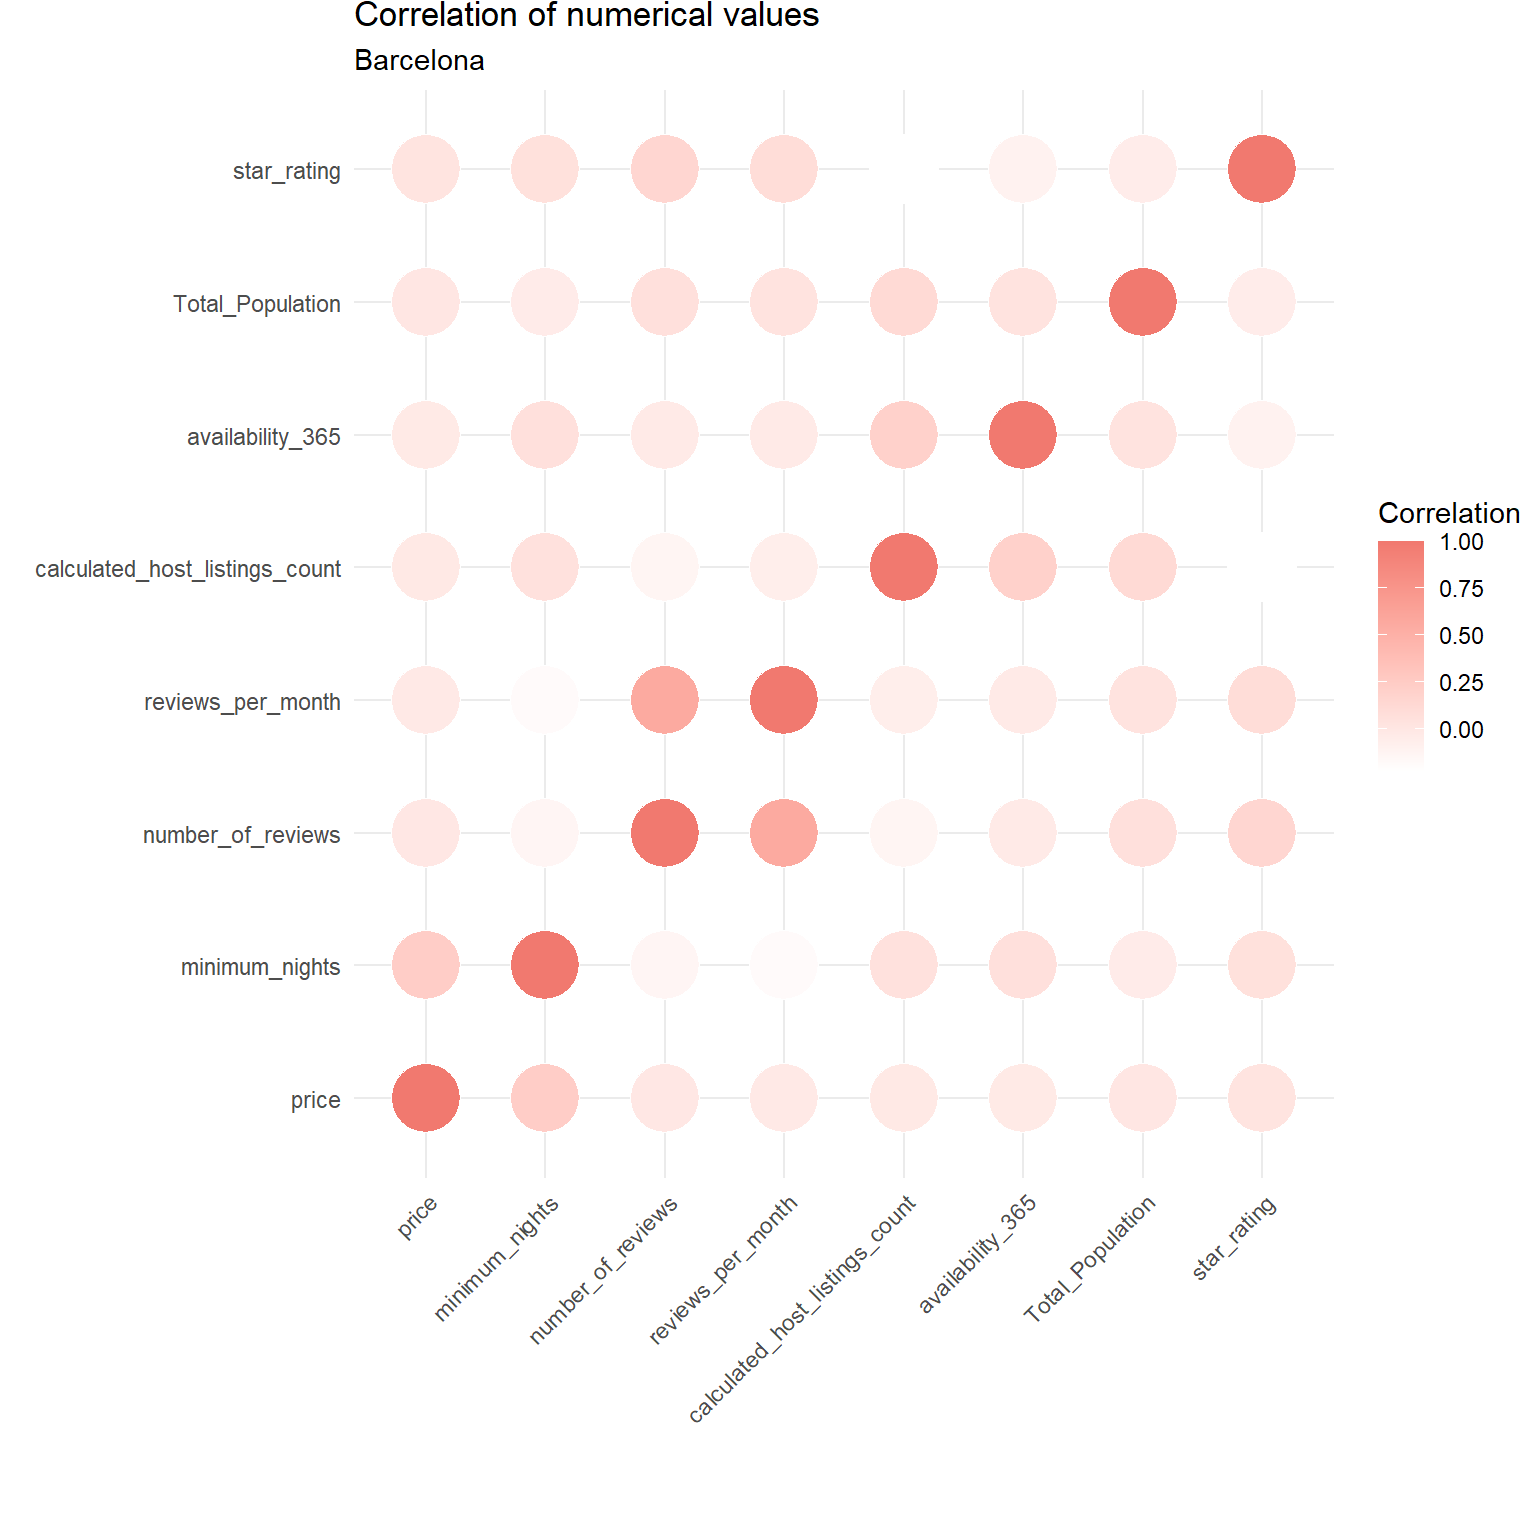 Correlation of numerical values
Barcelona
star_rating
Total_Population
availability_365
calculated_host_listings_count
reviews_per_month
number_of_reviews
minimum_nights
price
Correlation
1.00
0.75
0.50
0.25
0.00
price
minimum_nights
number_of_reviews
reviews_per_month
calculated_host_listings_count
availability_365
Total_Population
star_rating